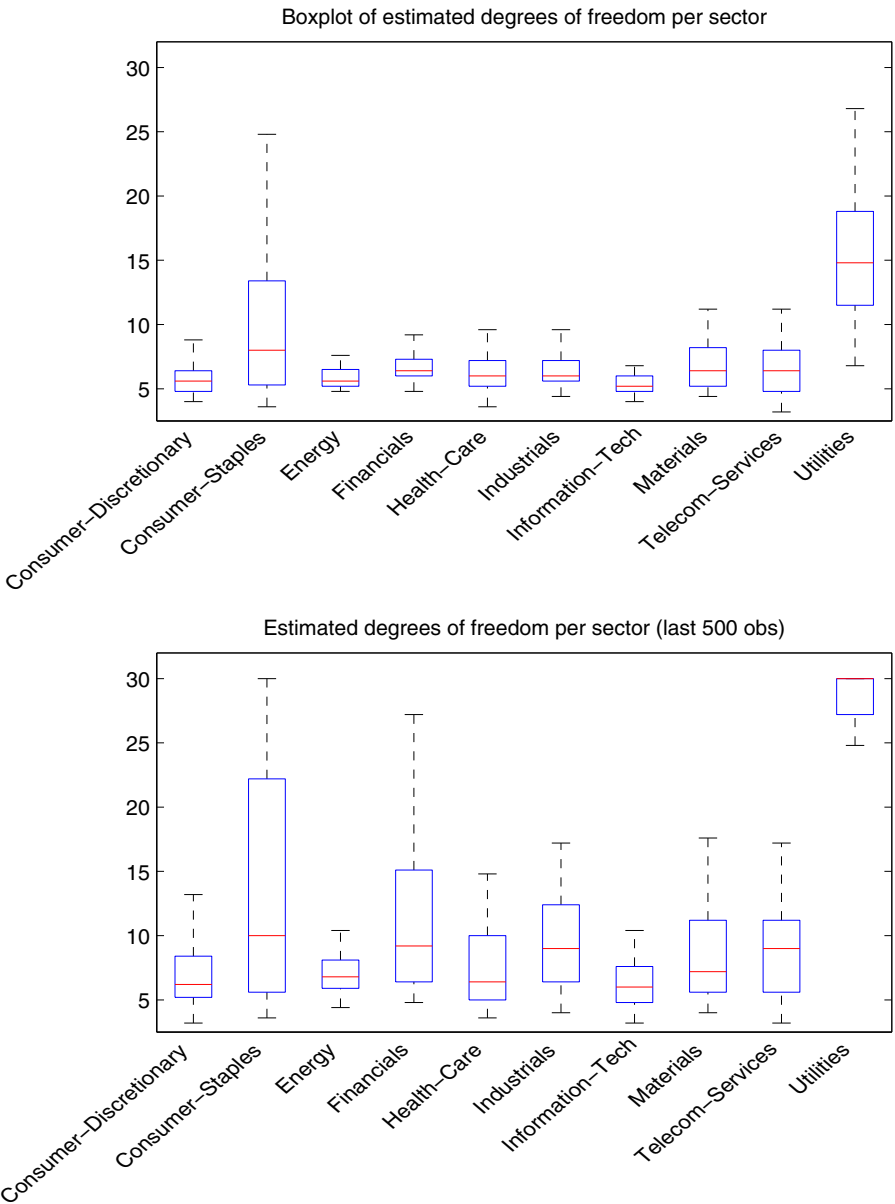 Boxplot of estimated degrees of freedom per sector
30
25
20
15
10
5
Consumer−Discretionary
Consumer−Staples
Energy
Financials
Health−Care
Industrials
Information−Tech
Materials
Telecom−Services
Utilities
Estimated degrees of freedom per sector (last 500 obs)
30
25
20
15
10
5
Consumer−Discretionary
Consumer−Staples
Energy
Financials
Health−Care
Industrials
Information−Tech
Materials
Telecom−Services
Utilities